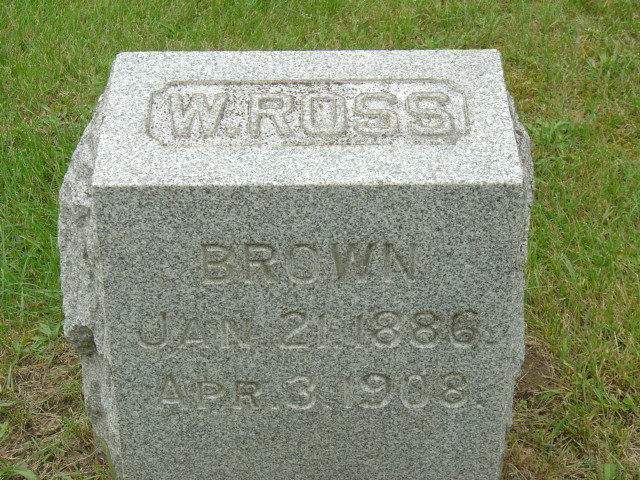 W. ROSS
BROWN
JAN. 21. 1886
APR. 3. 1908.